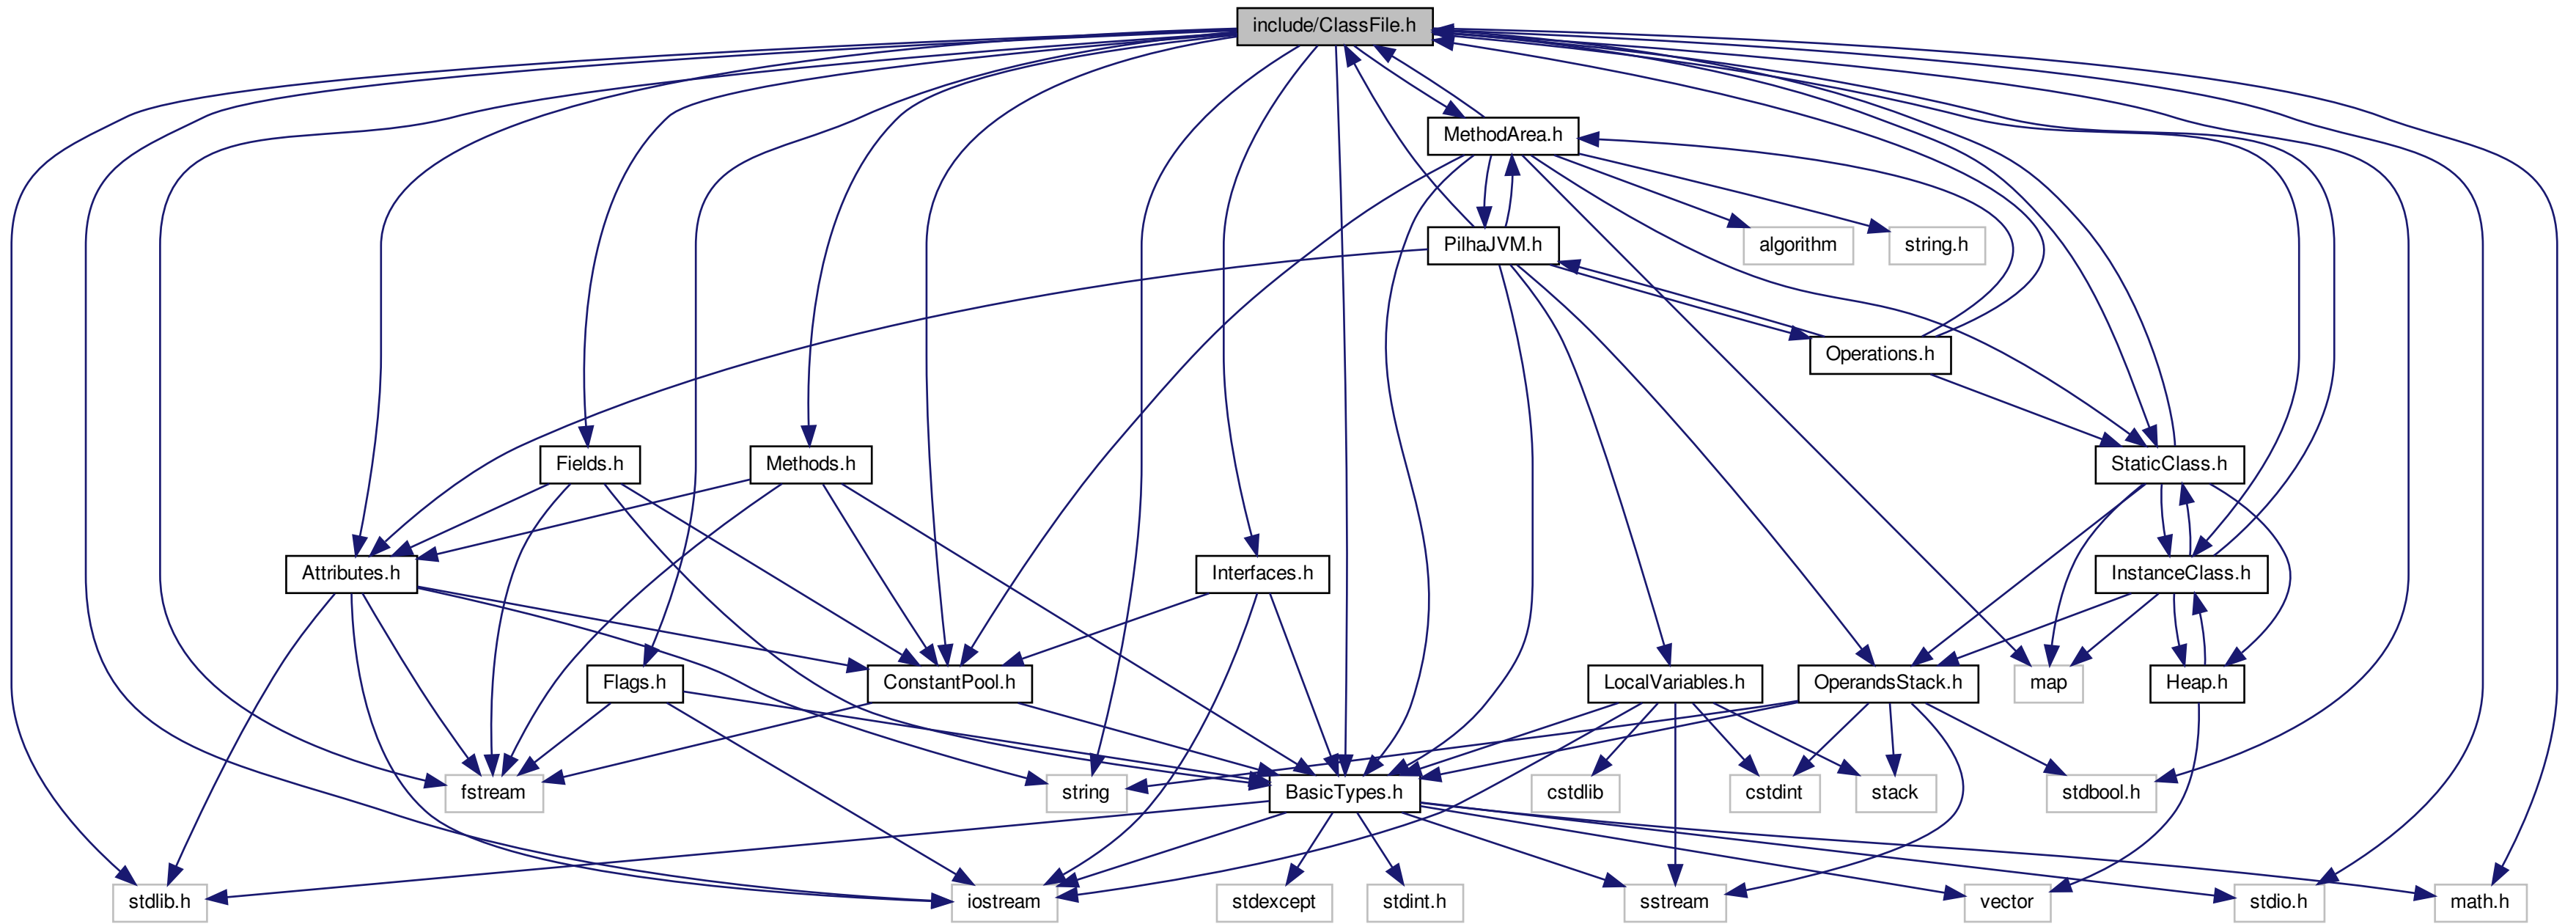 include/ClassFile.h
MethodArea.h
PilhaJVM.h
algorithm
string.h
Operations.h
Fields.h
Methods.h
StaticClass.h
Attributes.h
Interfaces.h
InstanceClass.h
Flags.h
ConstantPool.h
LocalVariables.h
OperandsStack.h
map
Heap.h
fstream
string
BasicTypes.h
cstdlib
cstdint
stack
stdbool.h
stdlib.h
iostream
stdexcept
stdint.h
sstream
vector
stdio.h
math.h